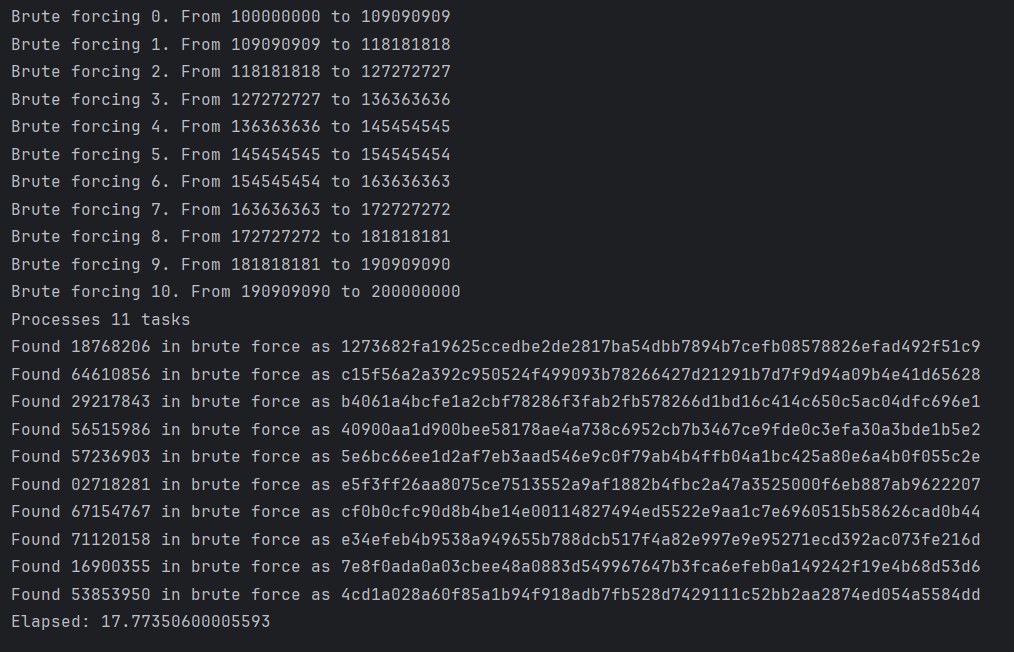 Brute forcing 0. From 100000000 to 109090909
Brute forcing 1. From 109090909 to 118181818
Brute forcing 2. From 118181818 to 127272727
Brute forcing 3. From 127272727 to 136363636
Brute forcing 4. From 136363636 to 145454545
Brute forcing 5. From 145454545 to 154545454
Brute forcing 6. From 154545454 to 163636363
Brute forcing 7. From 163636363 to 172727272
Brute forcing 8. From 172727272 to 181818181
Brute forcing 9. From 181818181 to 190909090
Brute forcing 10. From 190909090 to 200000000
Processes 11 tasks
Found 18768206 in brute force as 1273682fa19625ccedbe2de2817ba54dbb7894b7cefb08578826efad492f51c9
Found 64610856 in brute force as c15f56a2a392c950524f499093b78266427d21291b7d7f9d94a09b4e41d65628
Found 29217843 in brute force as b4061a4bcfe1a2cbf78286f3fab2fb578266d1bd16c414c650c5ac04dfc696e1
Found 56515986 in brute force as 40900aa1d900bee58178ae4a738c6952cb7b3467ce9fde0c3efa30a3bde1b5e2
Found 57236903 in brute force as 5e6bc66ee1d2af7eb3aad546e9c0f79ab4b4ffb04a1bc425a80e6a4b0f055c2e
Found 02718281 in brute force as e5f3ff26aa8075ce7513552a9af1882b4fbc2a47a3525000f6eb887ab9622207
Found 67154767 in brute force as cf0b0cfc90d8b4be14e00114827494ed5522e9aa1c7e6960515b58626cad0b44
Found 71120158 in brute force as e34efeb4b9538a949655b788dcb517f4a82e997e9e95271ecd392ac073fe216d
Found 16900355 in brute force as 7e8f0ada0a03cbee48a0883d549967647b3fca6efeb0a149242f19e4b68d53d6
Found 53853950 in brute force as 4cd1a028a60f85a1b94f918adb7fb528d7429111c52bb2aa2874ed054a5584dd
Elapsed: 17.77350600005593